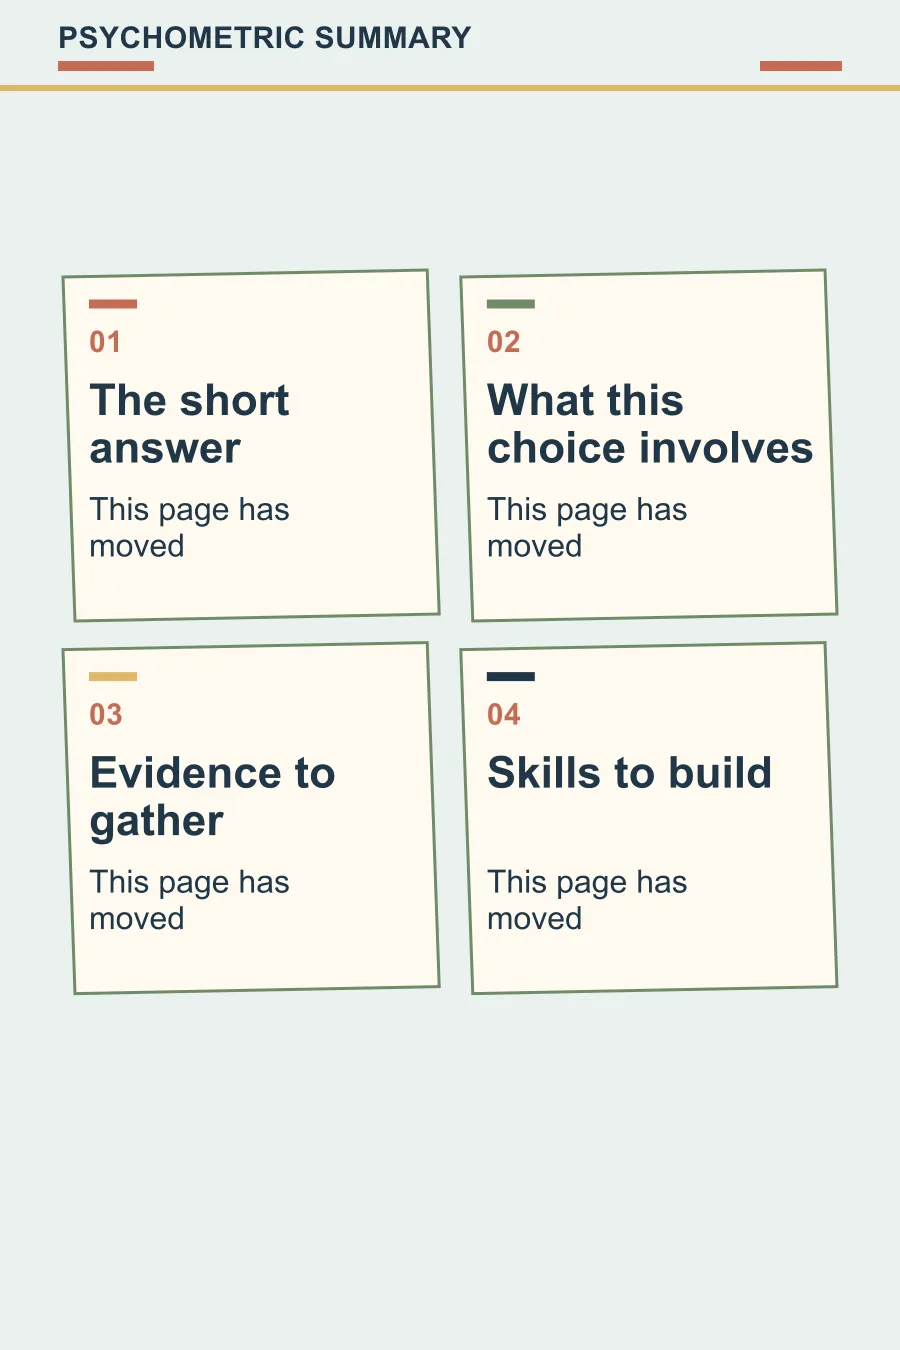 PSYCHOMETRIC SUMMARY
01
The short
answer
This page has
moved
02
What this
choice involves
This page has
moved
03
Evidence to
gather
This page has
moved
04
Skills to build
This page has
moved